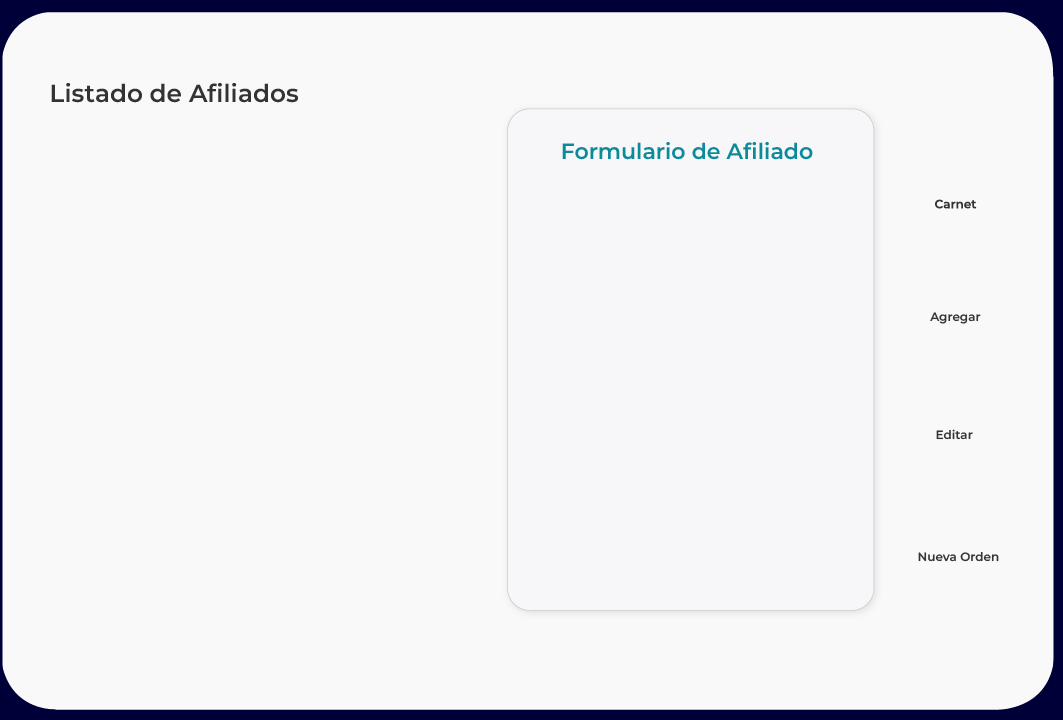 Listado de Afiliados
Formulario de Afiliado
Carnet
Agregar
Editar
Nueva Orden